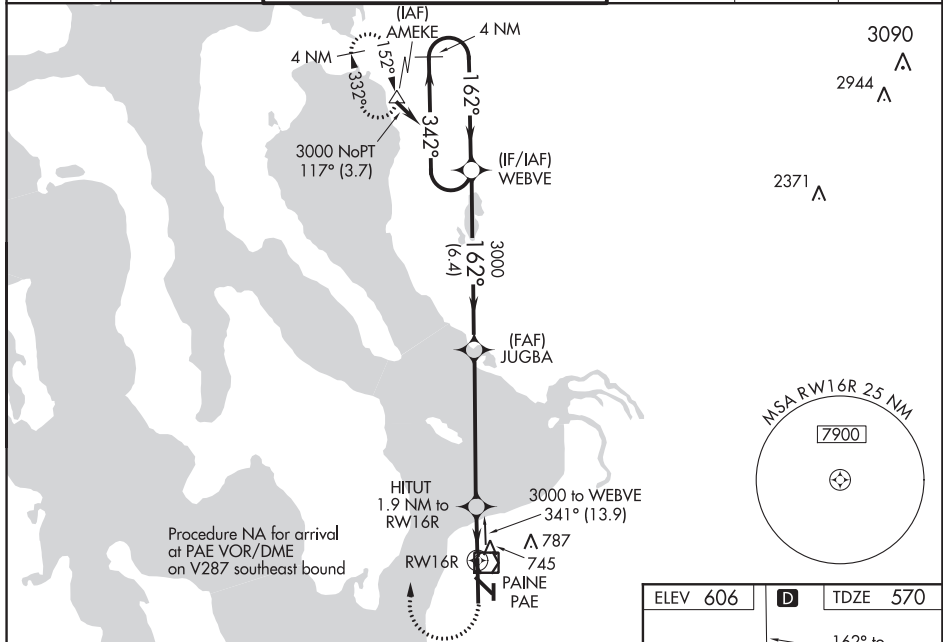 (IAF)
AMEKE
4 NM
4 NM
152°
332°
162°
342°
3000 NoPT
117° (3.7)
(IF/IAF)
WEBVE
3090
2944
2371
3000
162°
(6.4)
(FAF)
JUGBA
MSA RW16R 25 NM
7900
HITUT
1.9 NM to
RW16R
3000 to WEBVE
341° (13.9)
787
745
Procedure NA for arrival
at PAE VOR/DME
on V287 southeast bound
RW16R
PAINE
PAE
ELEV 606
D
TDZE 570
162° to